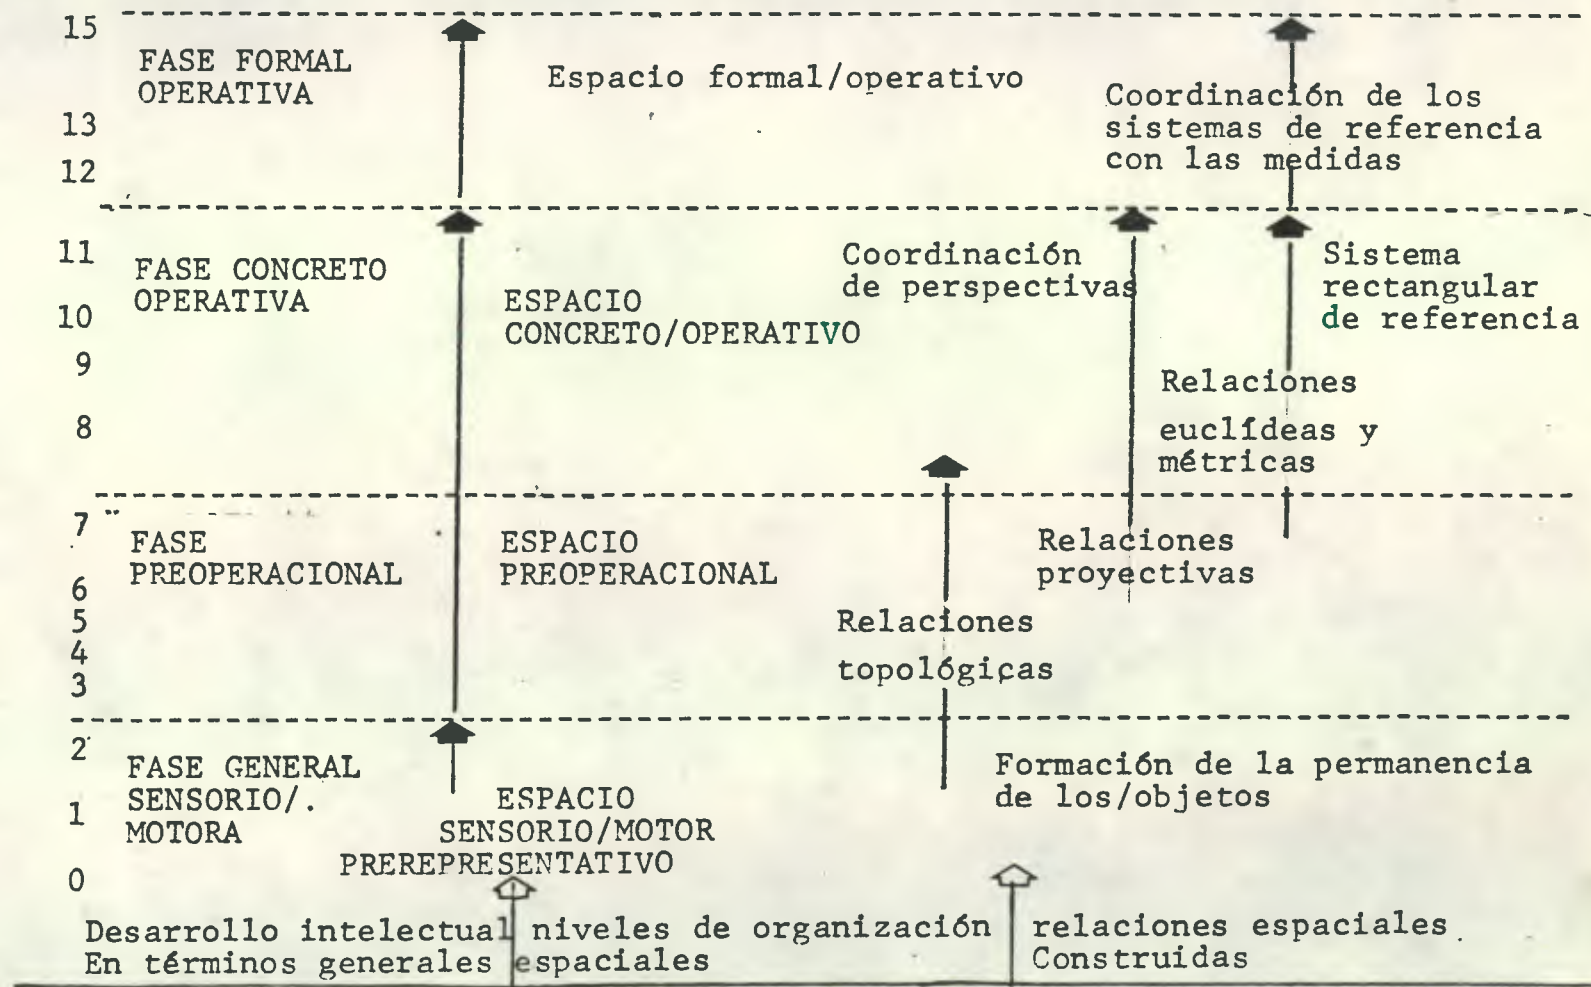 15
FASE FORMAL
OPERATIVA
Espacio formal/operativo
Coordinación de los
sistemas de referencia
con las medidas
13
12
11
FASE CONCRETO
OPERATIVA
ESPACIO
CONCRETO/OPERATIVO
Coordinación
de perspectivas
Sistema
rectangular
de referencia
10
9
8
Relaciones
euclídeas y
métricas
7
FASE
PREOPERACIONAL
ESPACIO
PREOPERACIONAL
Relaciones
proyectivas
6
5
4
3
Relaciones
topológicas
2
FASE GENERAL
SENSORIO/.
MOTORA
ESPACIO
SENSORIO/MOTOR
PREREPRESENTATIVO
Formación de la permanencia
de los/objetos
1
0
Desarrollo intelectual niveles de organización relaciones espaciales.
En términos generales espaciales Construidas